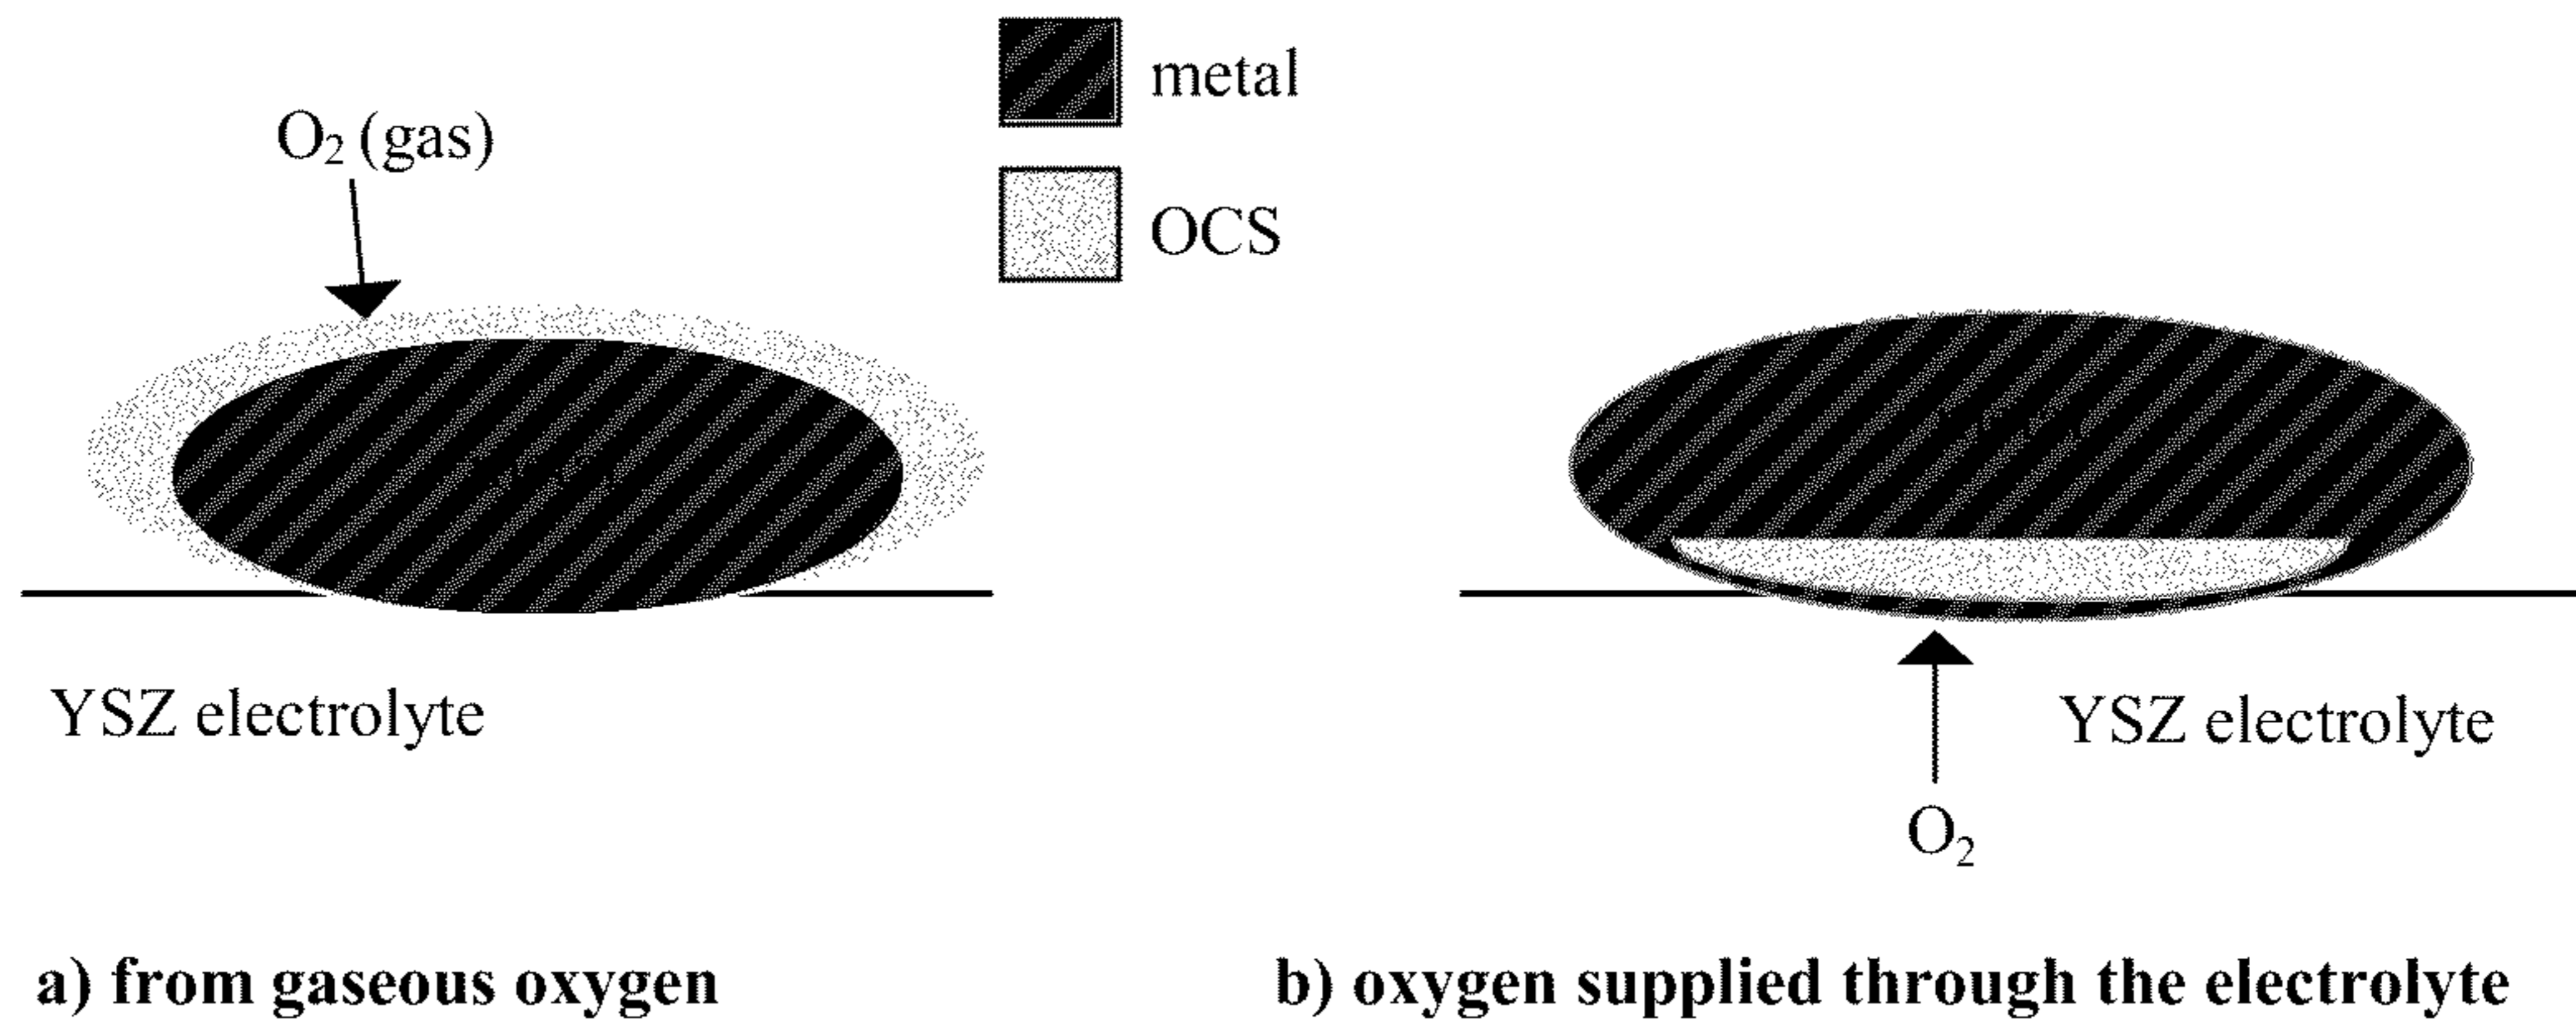 metal
O₂ (gas)
OCS
YSZ electrolyte
YSZ electrolyte
O₂
a) from gaseous oxygen
b) oxygen supplied through the electrolyte